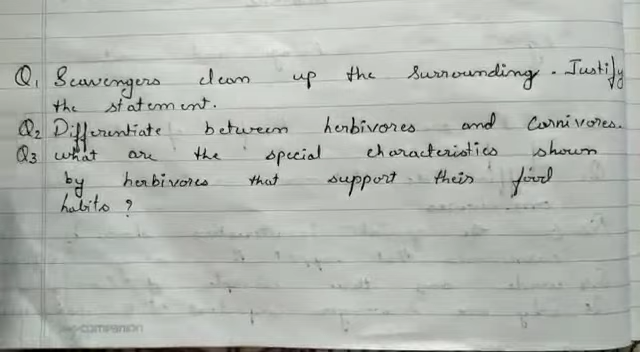 Q1 Scavengers clean up the surrounding. Justify
the statement.
Q2 Differentiate between herbivores and Carnivores.
Q3 what are the special characteristics shown
by herbivores that support their food
habits ?
companion